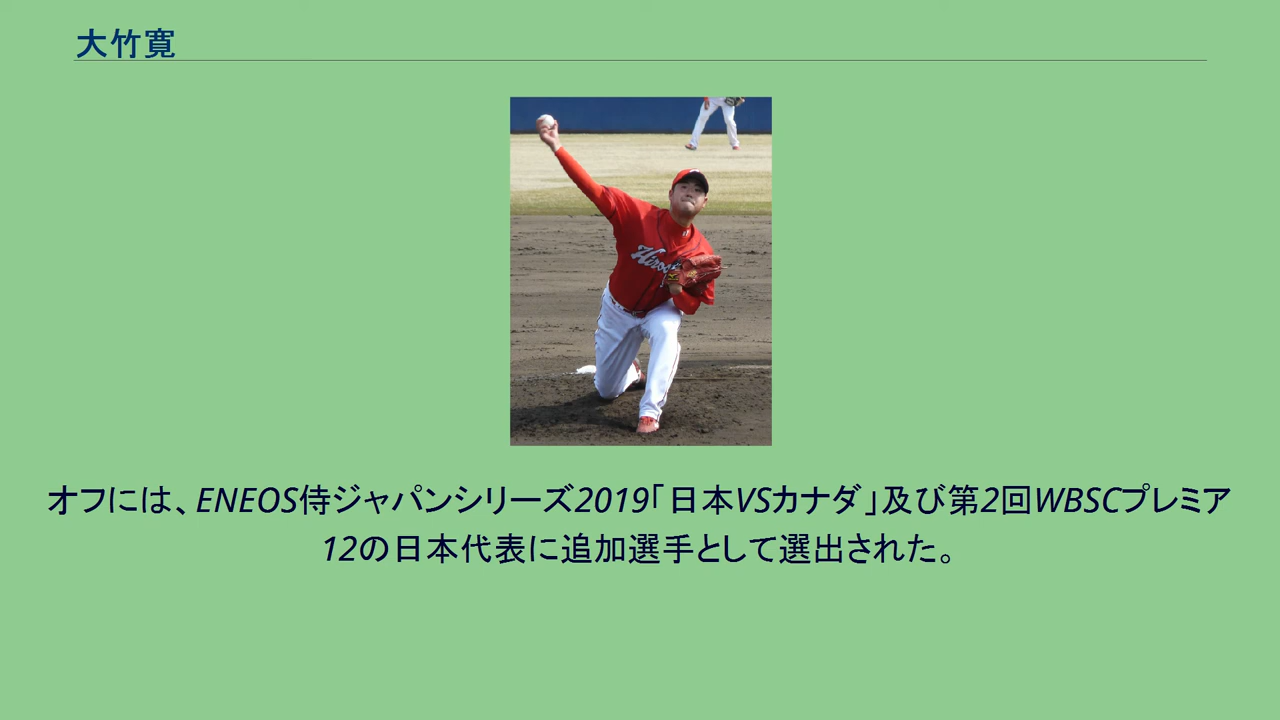 大竹寛
Hiros
オフには、ENEOS侍ジャパンシリーズ2019「日本VSカナダ」及び第2回WBSCプレミア
12の日本代表に追加選手として選出された。